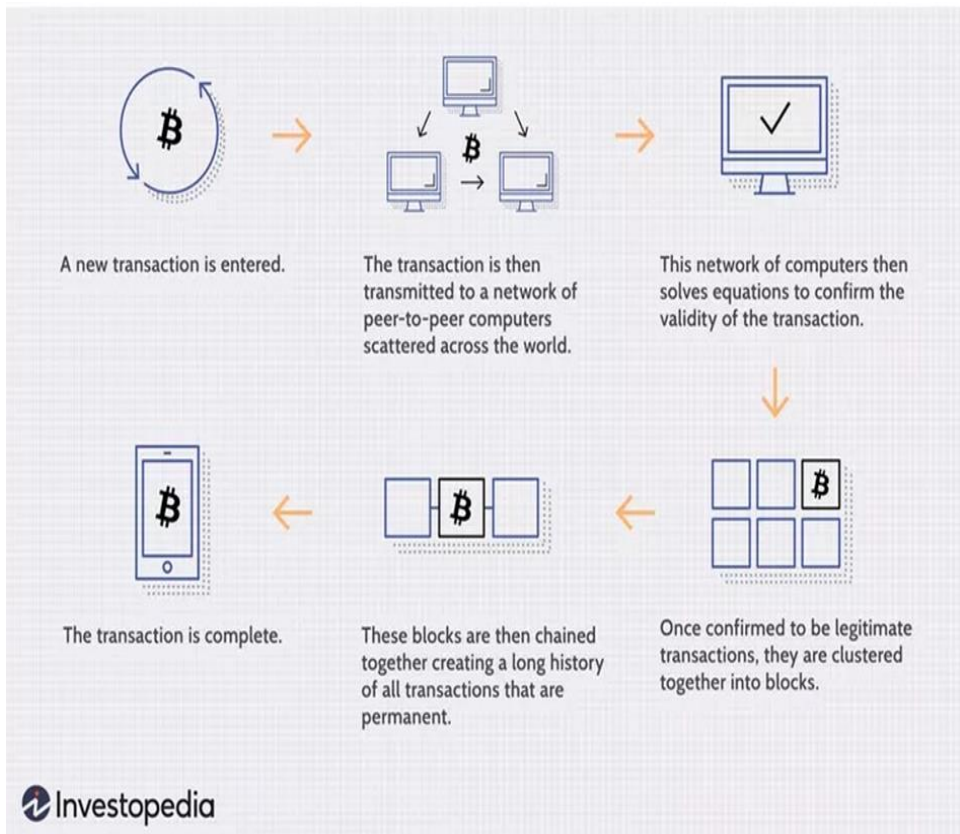 A new transaction is entered.
The transaction is then
transmitted to a network of
peer-to-peer computers
scattered across the world.
This network of computers then
solves equations to confirm the
validity of the transaction.
Once confirmed to be legitimate
transactions, they are clustered
together into blocks.
These blocks are then chained
together creating a long history
of all transactions that are
permanent.
The transaction is complete.
Investopedia